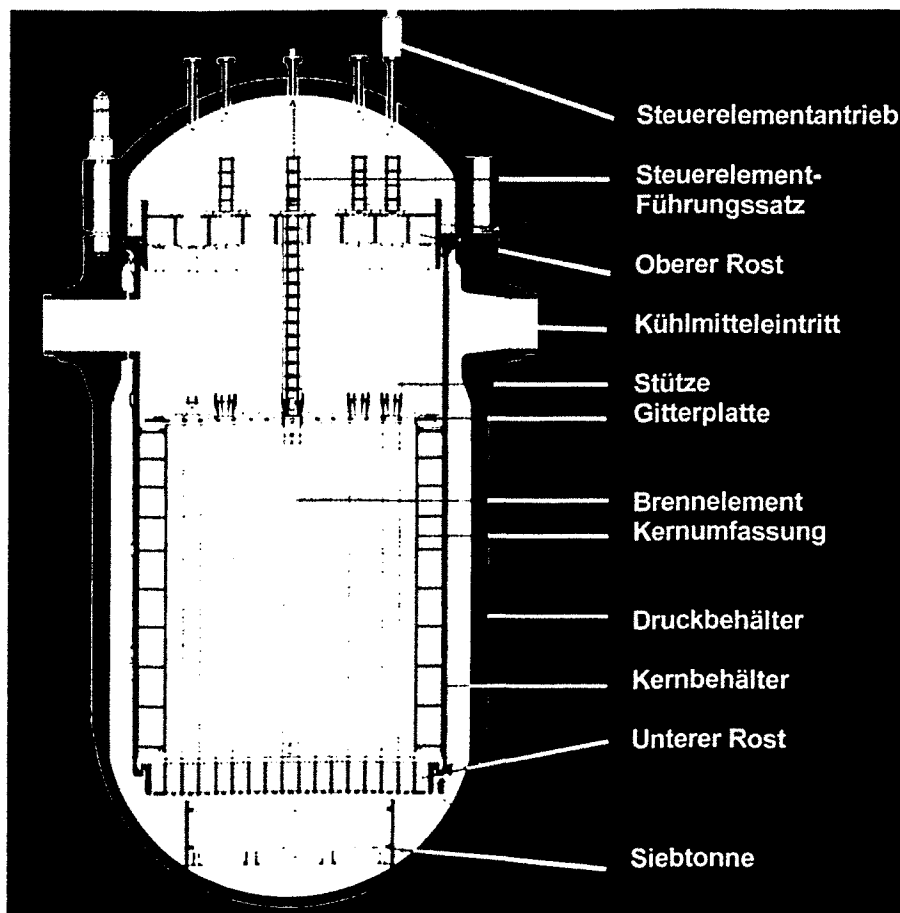 Steuerelementantrieb
Steuerelement-
Führungssatz
Oberer Rost
Kühlmitteleintritt
Stütze
Gitterplatte
Brennelement
Kernumfassung
Druckbehälter
Kernbehälter
Unterer Rost
Siebtonne